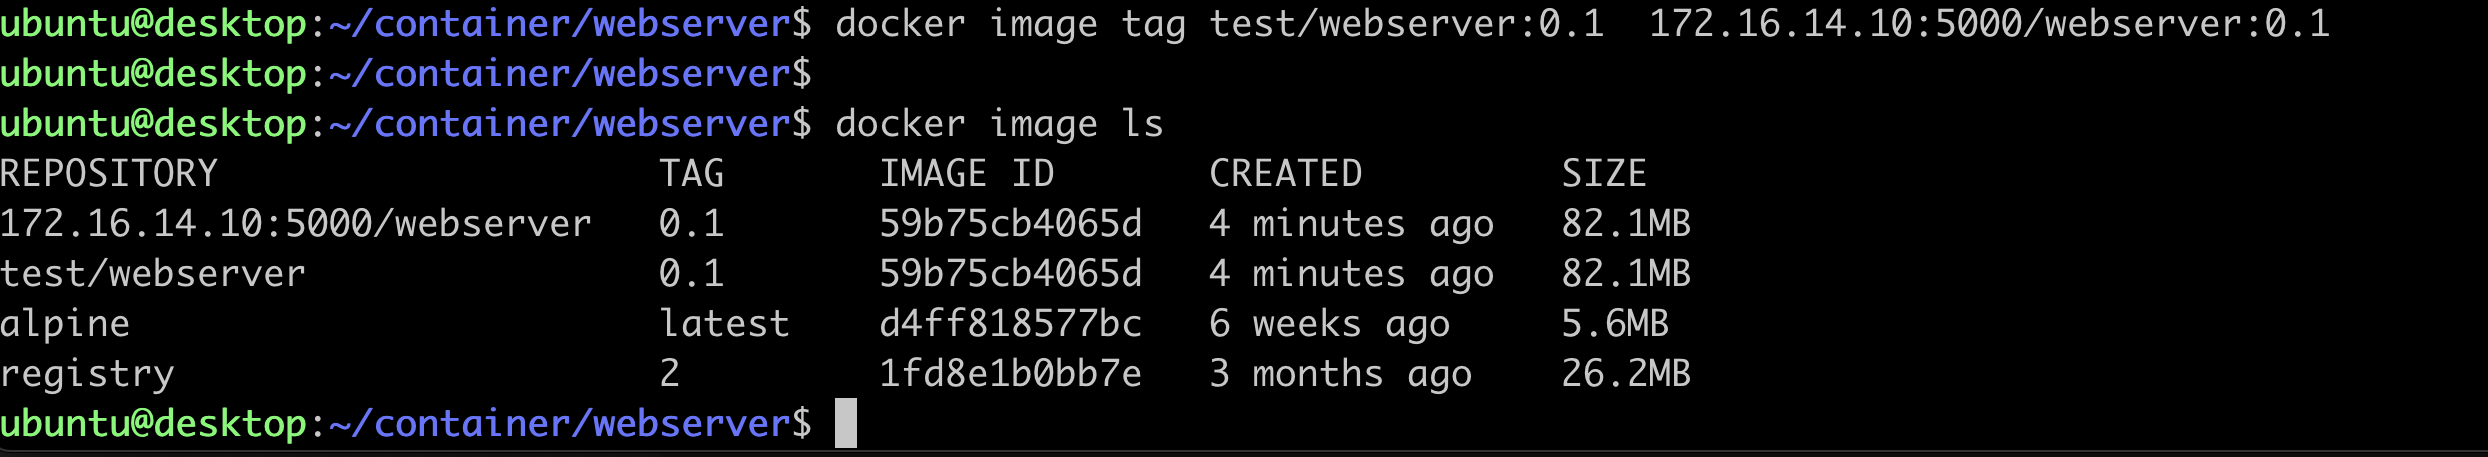 ubuntu@desktop:~/container/webserver$ docker image tag test/webserver:0.1  172.16.14.10:5000/webserver:0.1
ubuntu@desktop:~/container/webserver$
ubuntu@desktop:~/container/webserver$ docker image ls
REPOSITORY                    TAG       IMAGE ID       CREATED         SIZE
172.16.14.10:5000/webserver   0.1       59b75cb4065d   4 minutes ago   82.1MB
test/webserver                0.1       59b75cb4065d   4 minutes ago   82.1MB
alpine                        latest    d4ff818577bc   6 weeks ago     5.6MB
registry                      2         1fd8e1b0bb7e   3 months ago    26.2MB
ubuntu@desktop:~/container/webserver$